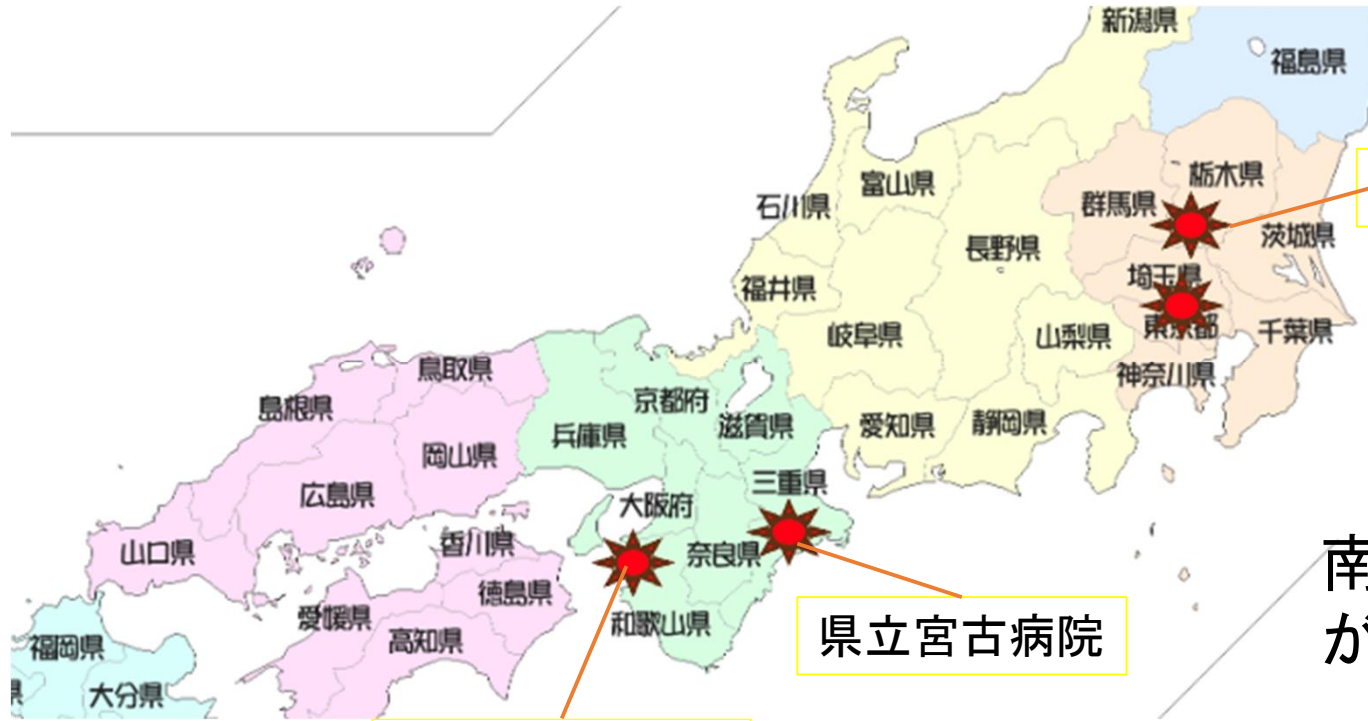 新潟県
福島県
富山県
栃木県
石川県
群馬県
長野県
茨城県
福井県
埼玉県
岐阜県
山梨県
東京都
千葉県
鳥取県
神奈川県
島根県
京都府
滋賀県
愛知県
静岡県
兵庫県
岡山県
三重県
広島県
大阪府
山口県
香川県
奈良県
南
徳島県
愛媛県
和歌山県
県立宮古病院
高知県
が
福岡県
大分県
県